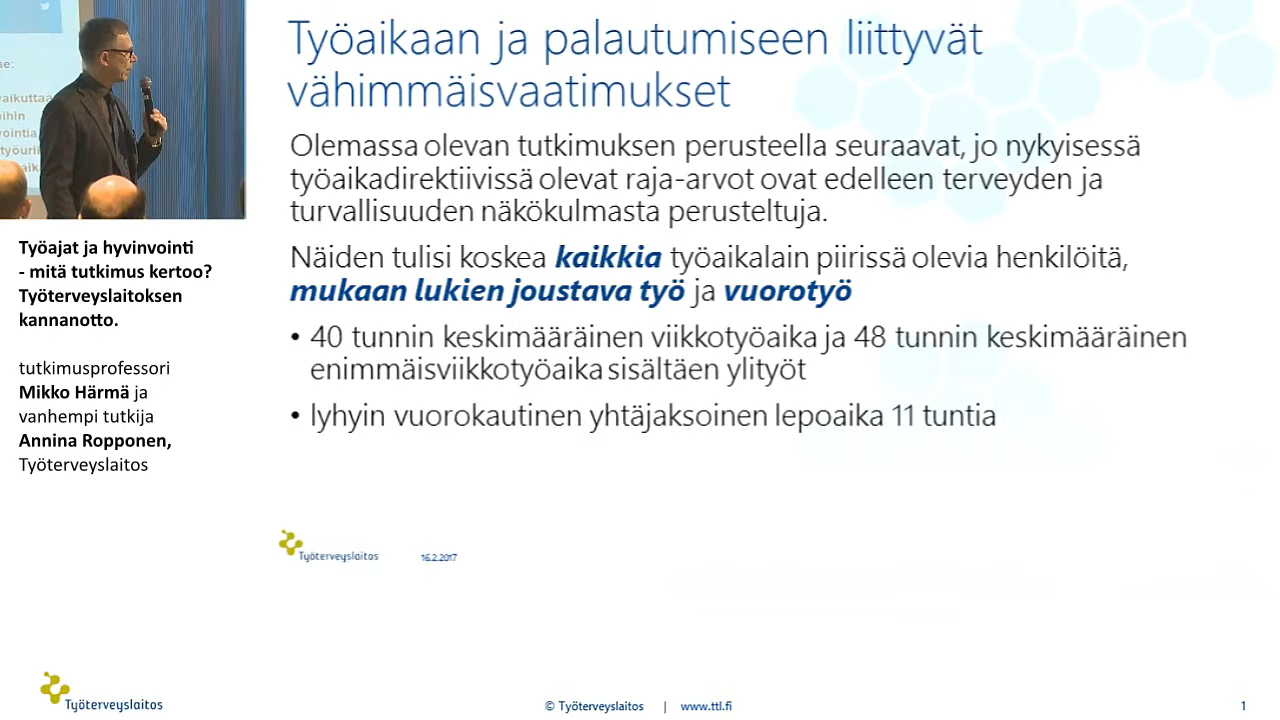 Työaikaan ja palautumiseen liittyvät
vähimmäisvaatimukset
Olemassa olevan tutkimuksen perusteella seuraavat, jo nykyisessä
työaikadirektiivissä olevat raja-arvot ovat edelleen terveyden ja
turvallisuuden näkökulmasta perusteltuja.
Näiden tulisi koskea kaikkia työaikalain piirissä olevia henkilöitä,
mukaan lukien joustava työ ja vuorotyö
• 40 tunnin keskimääräinen viikkotyöaika ja 48 tunnin keskimääräinen
enimmäisviikkotyöaika sisältäen ylityöt
• lyhyin vuorokautinen yhtäjaksoinen lepoaika 11 tuntia
Työterveyslaitos
16.2.2017
Työajat ja hyvinvointi
- mitä tutkimus kertoo?
Työterveyslaitoksen
kannanotto.
tutkimusprofessori
Mikko Härmä ja
vanhempi tutkija
Annina Ropponen,
Työterveyslaitos
Työterveyslaitos
© Työterveyslaitos | www.ttl.fi
1